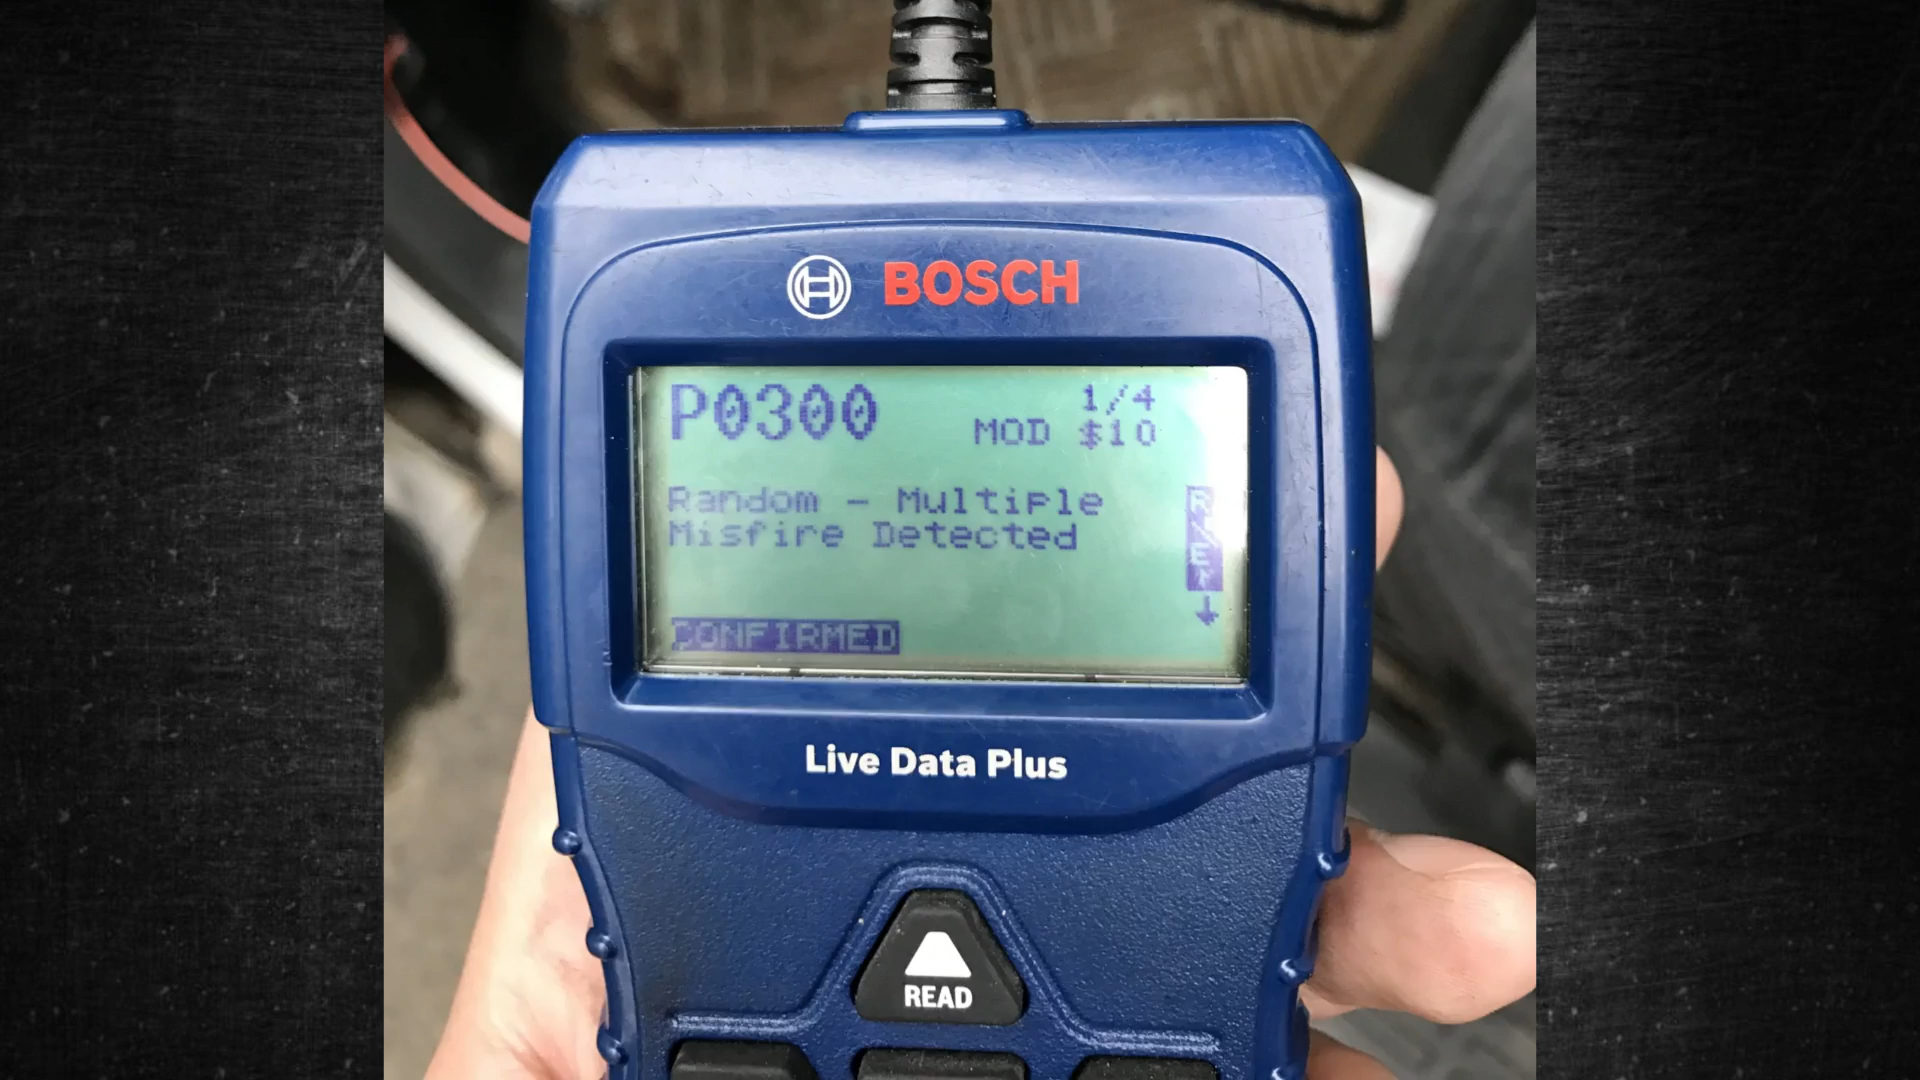 BOSCH
P0300
1/4
MOD $10
Random - Multiple
Misfire Detected
CONFIRMED
Live Data Plus
READ